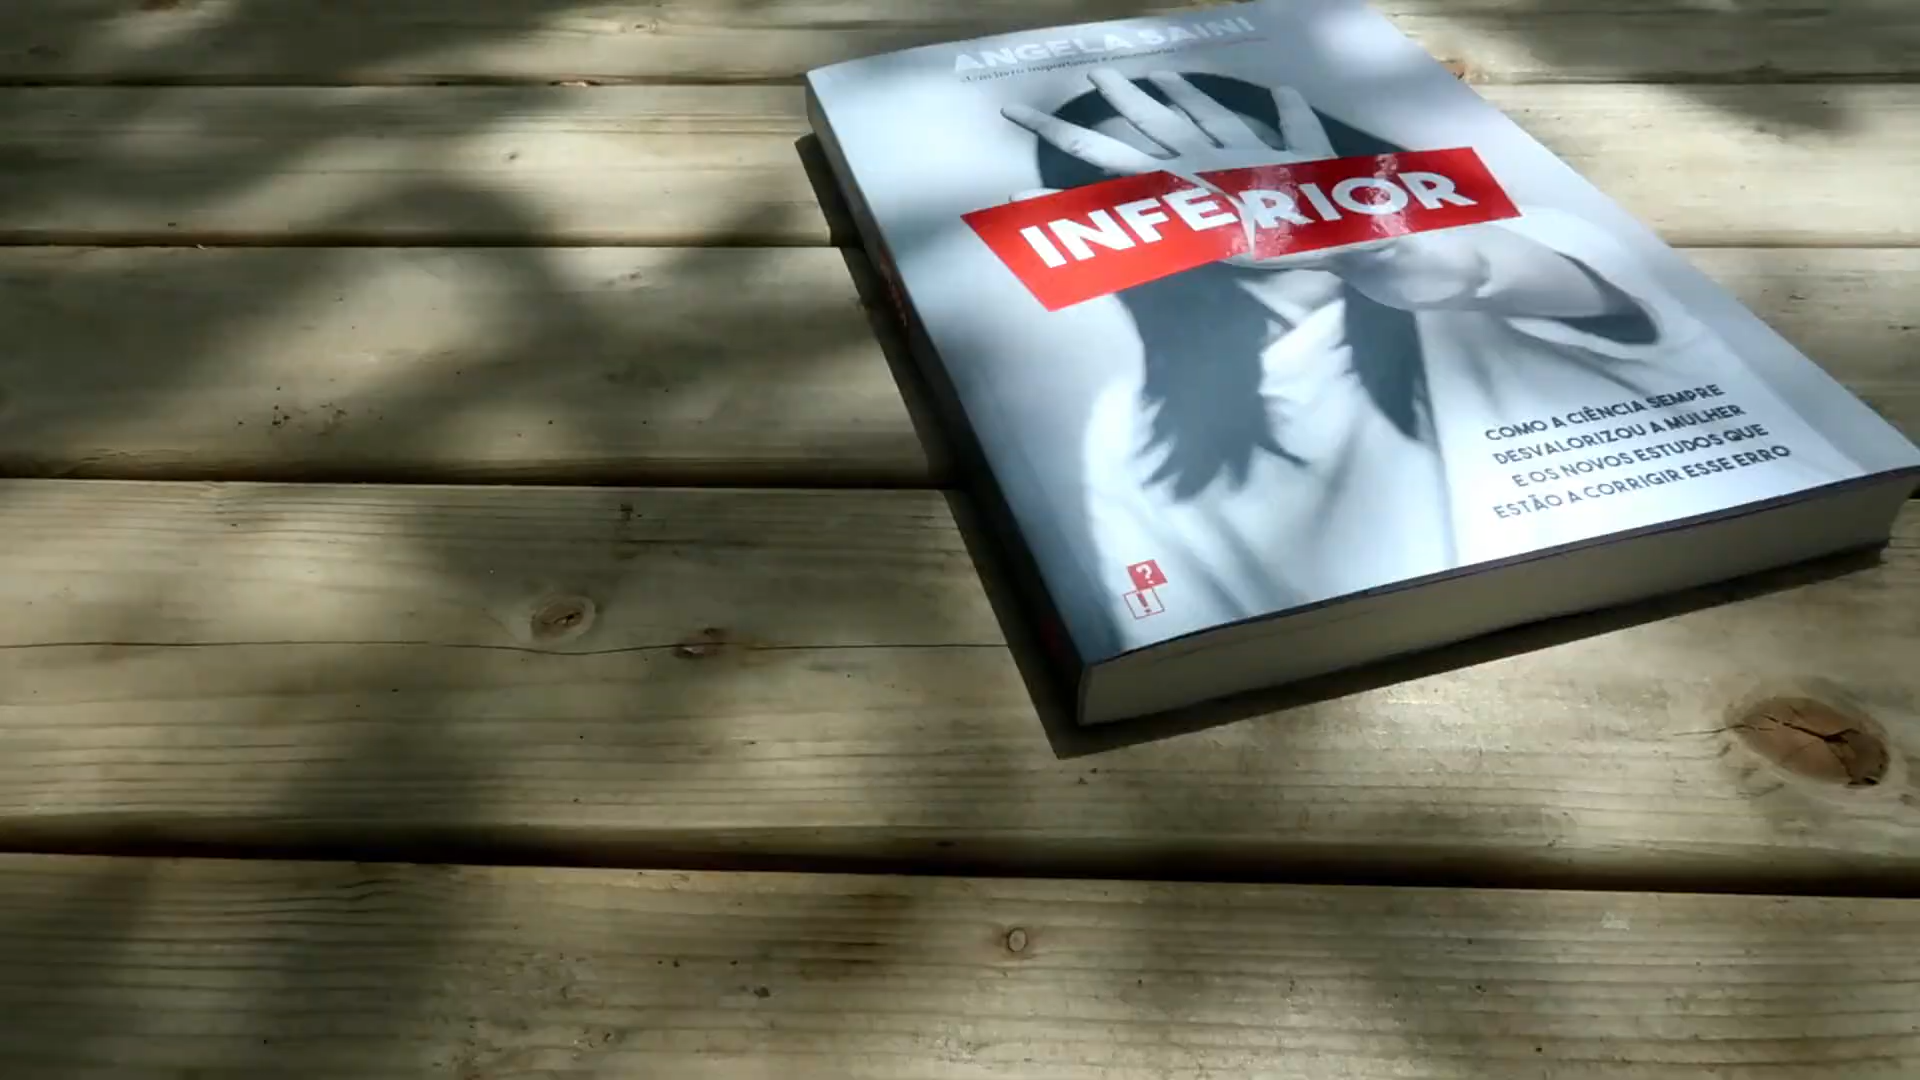 ANGELA SAINI
INFERIOR
COMO A CIÊNCIA SEMPRE
DESVALORIZOU A MULHER
E OS NOVOS ESTUDOS QUE
ESTÃO A CORRIGIR ESSE ERRO
?
!